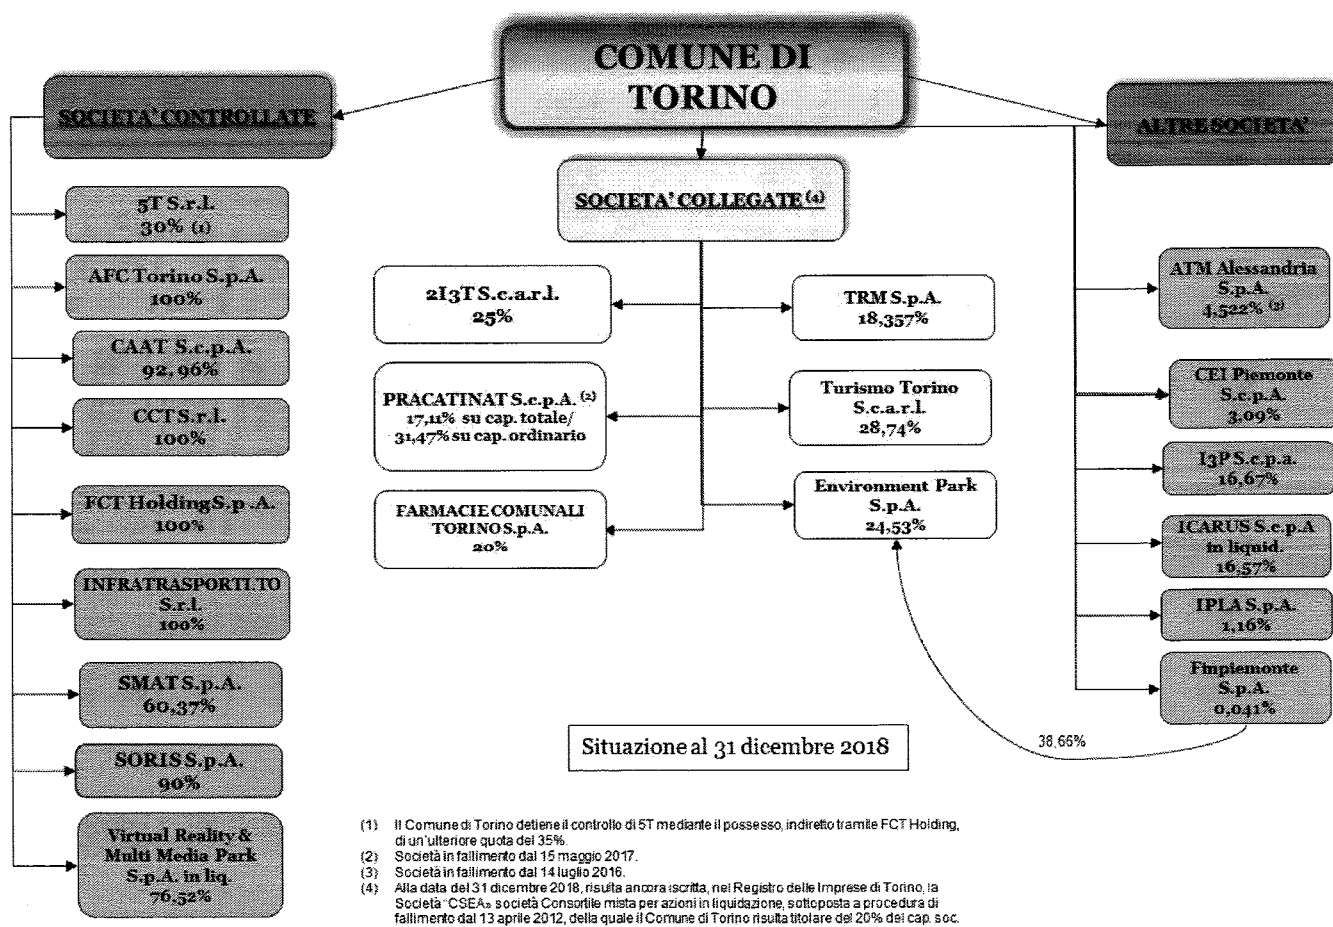 COMUNE DI
TORINO
SOCIETA' CONTROLLATE
5T S.r.l.
30% (1)
AFC Torino S.p.A.
100%
CAAT S.c.p.A.
92,96%
CCT S.r.l.
100%
FCT Holding S.p.A.
100%
INFRATRASPORTI.TO
S.r.l.
100%
SMAT S.p.A.
60,37%
SORIS S.p.A.
90%
Virtual Reality &
Multi Media Park
S.p.A. in liq.
76,52%
SOCIETA' COLLEGATE (4)
2I3T S.c.a.r.l.
25%
PRACATINAT S.c.p.A. (2)
17,11% su cap. totale/
31,47% su cap. ordinario
FARMACIE COMUNALI
TORINO S.p.A.
20%
TRM S.p.A.
18,357%
Turismo Torino
S.c.a.r.l.
28,74%
Environment Park
S.p.A.
24,53%
ALTRE SOCIETA'
ATM Alessandria
S.p.A.
4,522% (2)
CEI Piemonte
S.c.p.A.
3,09%
I3P S.c.p.a.
16,67%
ICARUS S.c.p.A
in liquid.
16,57%
IPLA S.p.A.
1,16%
Finpiemonte
S.p.A.
0,041%
38,66%
Situazione al 31 dicembre 2018
(1) Il Comune di Torino detiene il controllo di 5T mediante il possesso, indiretto tramite FCT Holding,
di un'ulteriore quota del 35%.
(2) Società in fallimento dal 15 maggio 2017.
(3) Società in fallimento dal 14 luglio 2016.
(4) Alla data del 31 dicembre 2018, risulta ancora iscritta, nel Registro delle Imprese di Torino, la
Società "CSEA» società Consortile mista per azioni in liquidazione, sottoposta a procedura di
fallimento dal 13 aprile 2012, della quale il Comune di Torino risulta titolare del 20% del cap. soc.